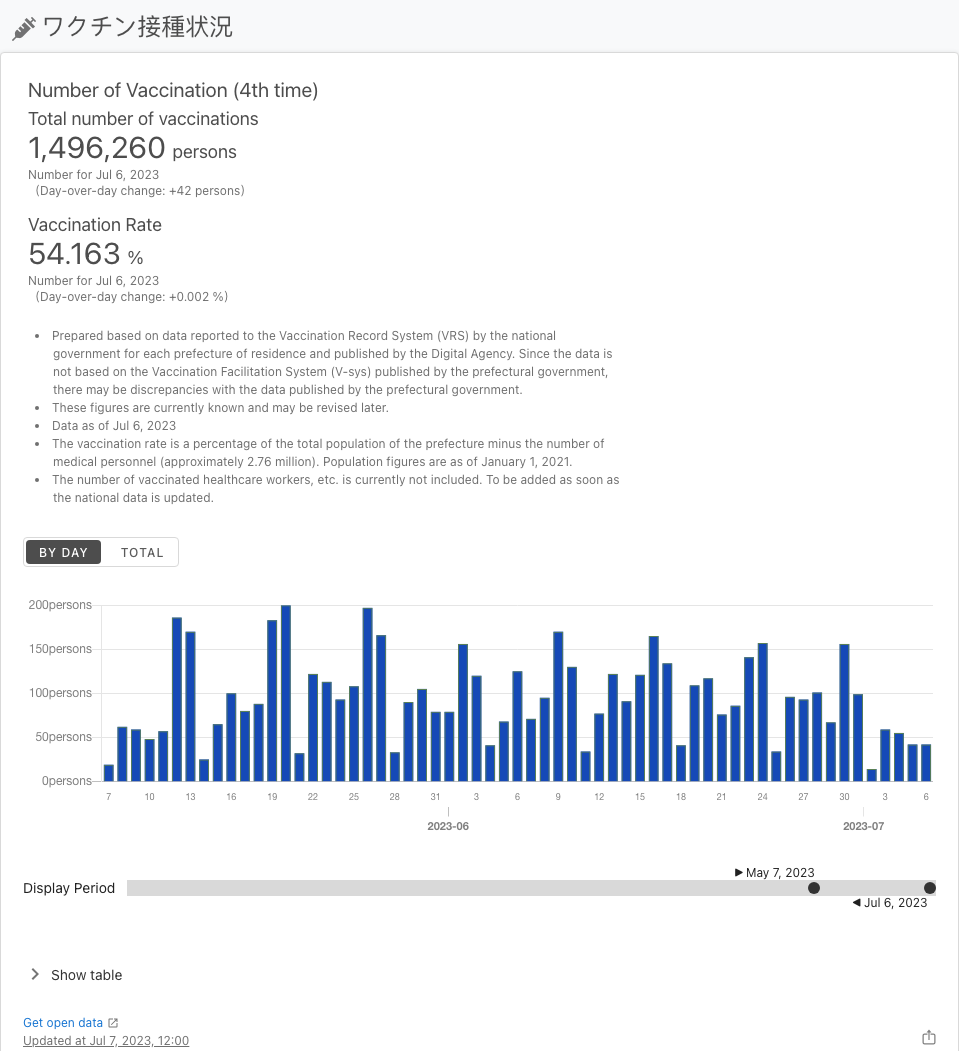 ワクチン接種状況
Number of Vaccination (4th time)
Total number of vaccinations
1,496,260 persons
Number for Jul 6, 2023
(Day-over-day change: +42 persons)
Vaccination Rate
54.163 %
Number for Jul 6, 2023
(Day-over-day change: +0.002 %)
• Prepared based on data reported to the Vaccination Record System (VRS) by the national
government for each prefecture of residence and published by the Digital Agency. Since the data is
not based on the Vaccination Facilitation System (V-sys) published by the prefectural government,
there may be discrepancies with the data published by the prefectural government.
• These figures are currently known and may be revised later.
• Data as of Jul 6, 2023
• The vaccination rate is a percentage of the total population of the prefecture minus the number of
medical personnel (approximately 2.76 million). Population figures are as of January 1, 2021.
• The number of vaccinated healthcare workers, etc. is currently not included. To be added as soon as
the national data is updated.
BY DAY TOTAL
200persons
150persons
100persons
50persons
0persons
7 10 13 16 19 22 25 28 31 3 6 9 12 15 18 21 24 27 30 3 6
2023-06 2023-07
May 7, 2023
Display Period
Jul 6, 2023
Show table
Get open data
Updated at Jul 7, 2023, 12:00